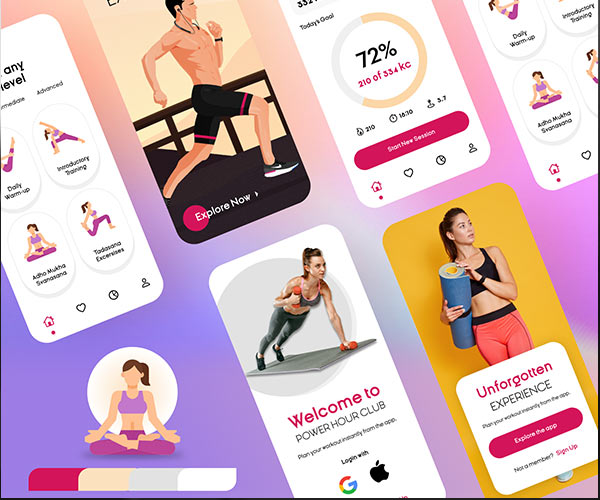 any
level
Advanced
Daily
Warm-up
Introductory
Training
Adho Mukha
Svanasana
Tadasana
Excersises
Explore Now ›
Today's Goal
72%
210 of 334 kc
210
18:10
3.7
Start New Session
Daily
Warm-up
Introductory
Training
Adho Mukha
Svanasana
Welcome to
POWER HOUR CLUB
Plan your workout instantly from the app.
Login with
Unforgotten
EXPERIENCE
Plan your workout instantly from the app.
Explore the app
Not a member? Sign Up